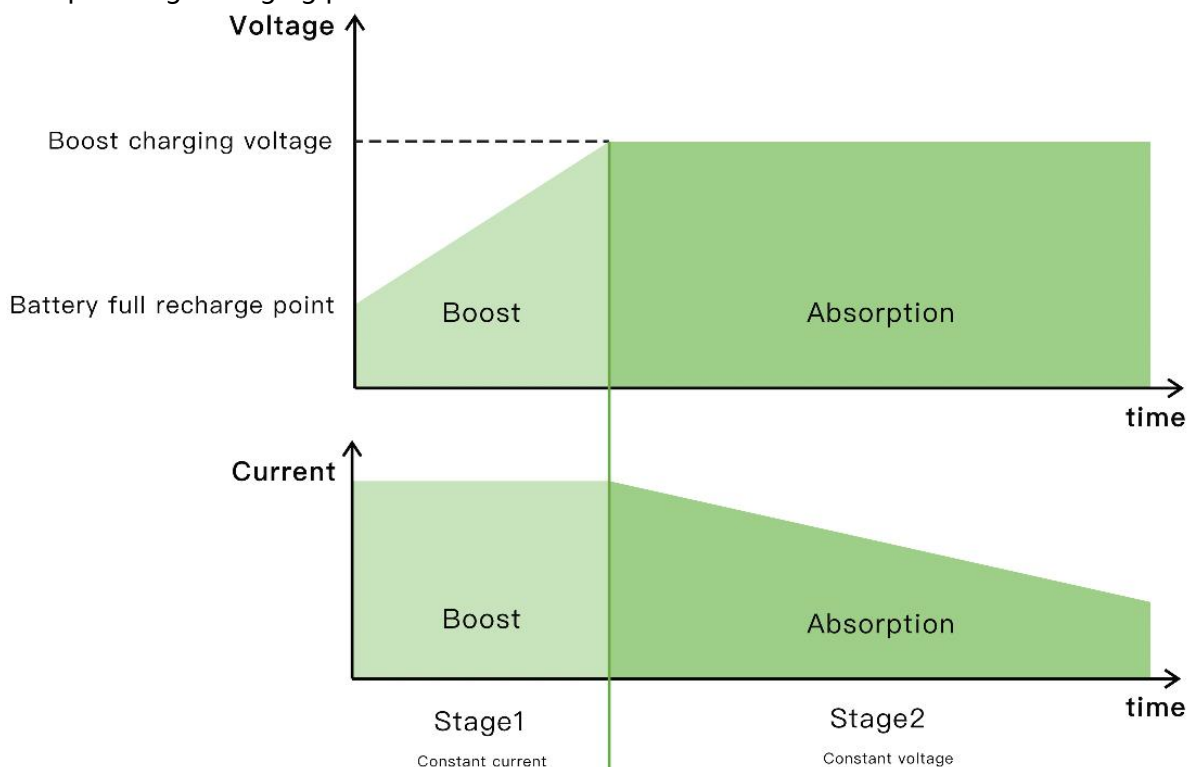 Voltage
Boost charging voltage
Battery full recharge point
Boost
Absorption
time
Current
Boost
Absorption
time
Stage1
Stage2
Constant current
Constant voltage